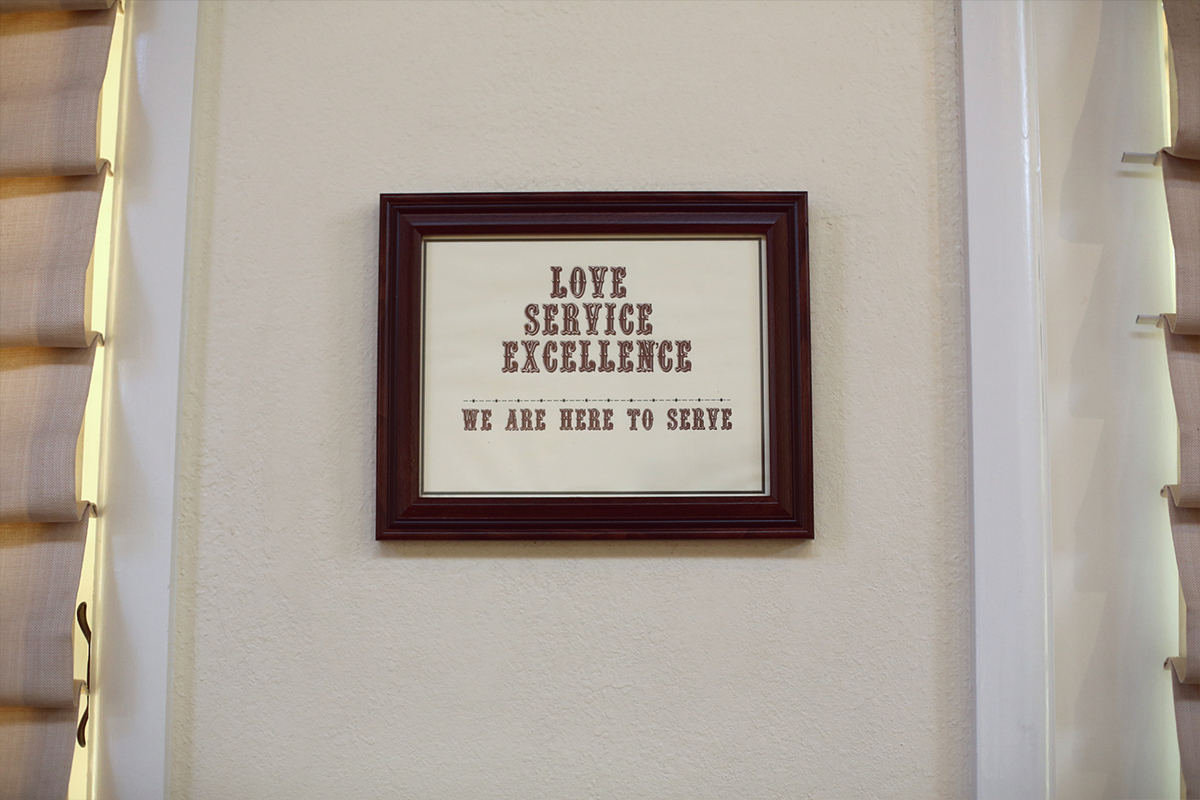 LOVE
SERVICE
EXCELLENCE
WE ARE HERE TO SERVE